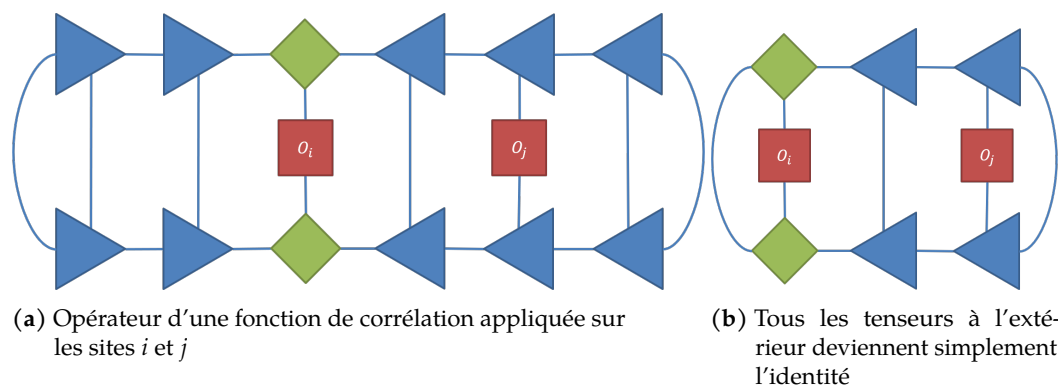 O_i
O_j
O_i
O_j
(a) Opérateur d'une fonction de corrélation appliquée sur
les sites i et j
(b) Tous les tenseurs à l'exté-
rieur deviennent simplement
l'identité